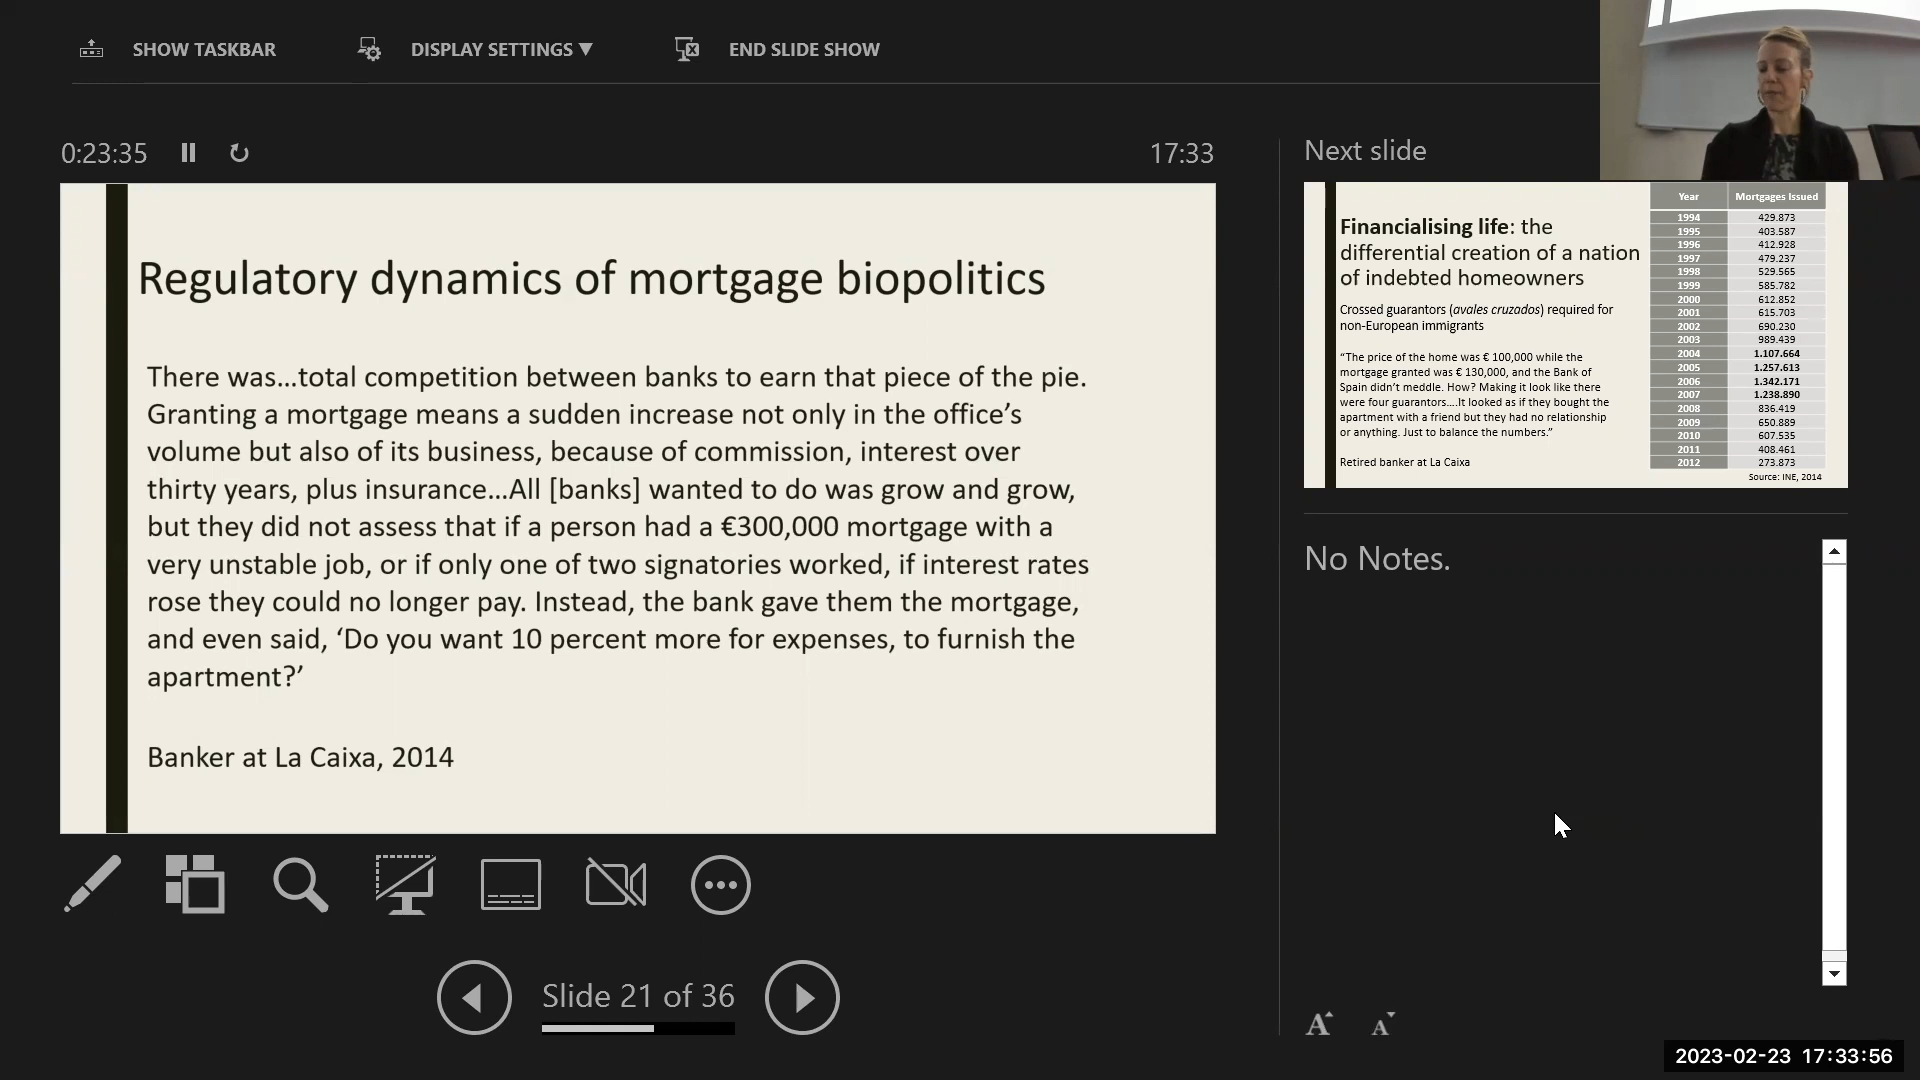 SHOW TASKBAR
DISPLAY SETTINGS ▼
END SLIDE SHOW
0:23:35
17:33
Regulatory dynamics of mortgage biopolitics
There was…total competition between banks to earn that piece of the pie.
Granting a mortgage means a sudden increase not only in the office’s
volume but also of its business, because of commission, interest over
thirty years, plus insurance…All [banks] wanted to do was grow and grow,
but they did not assess that if a person had a €300,000 mortgage with a
very unstable job, or if only one of two signatories worked, if interest rates
rose they could no longer pay. Instead, the bank gave them the mortgage,
and even said, ‘Do you want 10 percent more for expenses, to furnish the
apartment?’
Banker at La Caixa, 2014
Slide 21 of 36
Next slide
Financialising life: the
differential creation of a nation
of indebted homeowners
Crossed guarantors (avales cruzados) required for
non-European immigrants
“The price of the home was € 100,000 while the
mortgage granted was € 130,000, and the Bank of
Spain didn’t meddle. How? Making it look like there
were four guarantors….It looked as if they bought the
apartment with a friend but they had no relationship
or anything. Just to balance the numbers.”
Retired banker at La Caixa
Year Mortgages Issued
1994 429.873
1995 403.587
1996 412.928
1997 479.237
1998 529.565
1999 585.782
2000 612.852
2001 615.703
2002 690.230
2003 989.439
2004 1.107.664
2005 1.257.613
2006 1.342.171
2007 1.238.890
2008 836.419
2009 650.889
2010 607.535
2011 408.461
2012 273.873
Source: INE, 2014
No Notes.
A A
2023-02-23 17:33:56